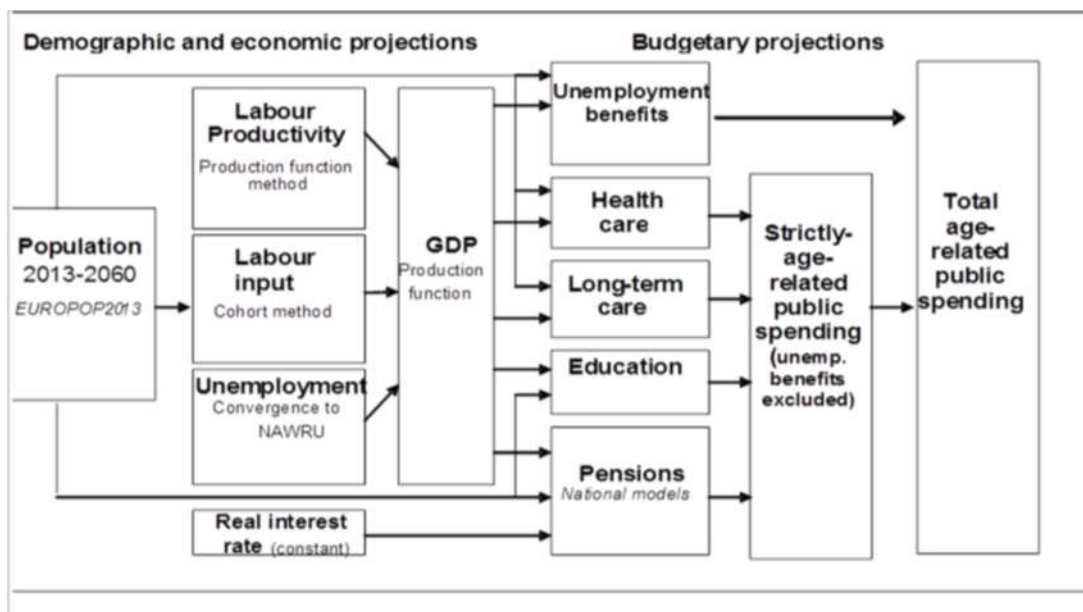 Demographic and economic projections
Budgetary projections
Population
2013-2060
EUROPOP2013
Labour
Productivity
Production function
method
Labour
input
Cohort method
Unemployment
Convergence to
NAWRU
Real interest
rate (constant)
GDP
Production
function
Unemployment
benefits
Health
care
Long-term
care
Education
Pensions
National models
Strictly-
age-
related
public
spending
(unemp.
benefits
excluded)
Total
age-
related
public
spending